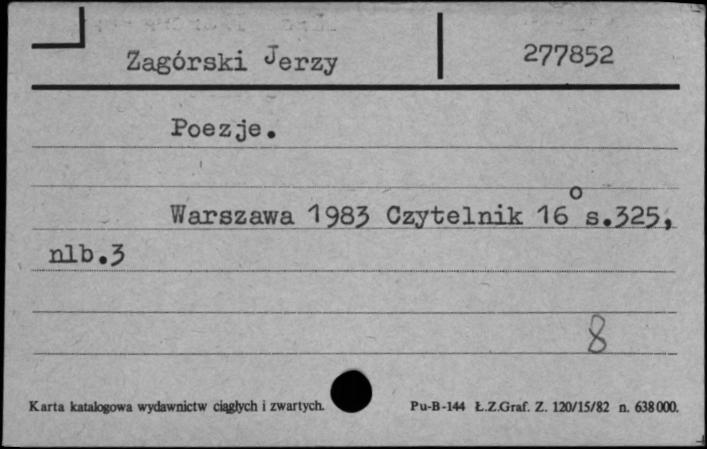 Zagórski Jerzy 277852
Poezje.
Warszawa 1983 Czytelnik 16° s.325,
nlb.3
8
Karta katalogowa wydawnictw ciągłych i zwartych. Pu-B-144 Ł.Z.Graf. Z. 120/15/82 n. 638000.